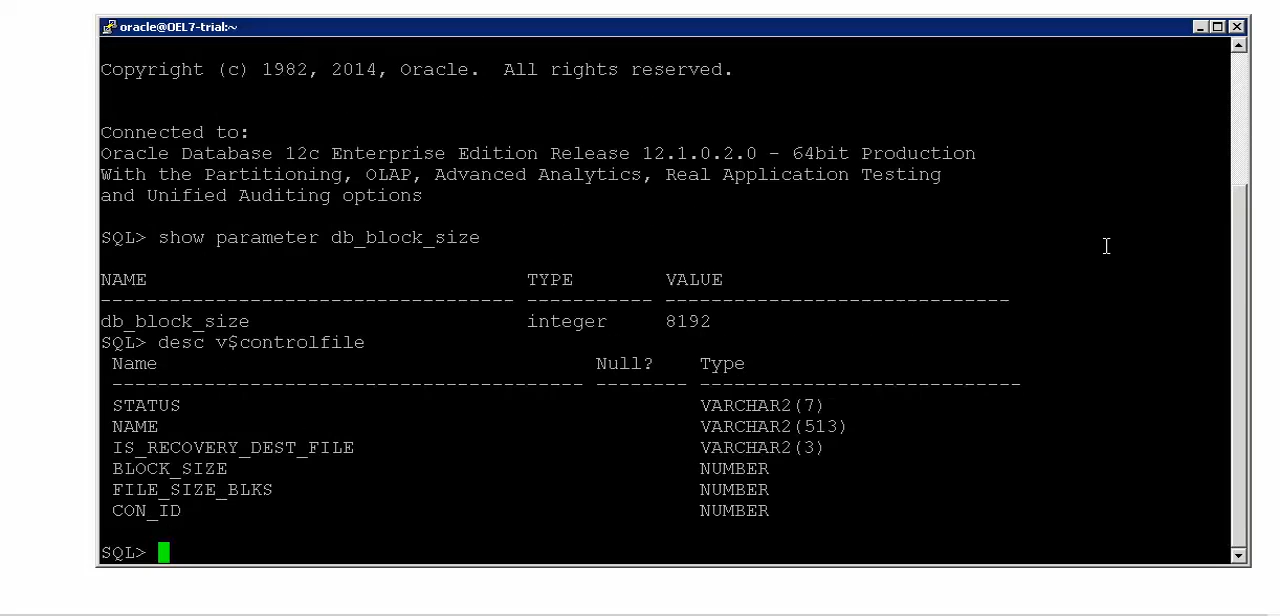 oracle@OEL7-trial:~
Copyright (c) 1982, 2014, Oracle.  All rights reserved.
Connected to:
Oracle Database 12c Enterprise Edition Release 12.1.0.2.0 - 64bit Production
With the Partitioning, OLAP, Advanced Analytics, Real Application Testing
and Unified Auditing options
SQL> show parameter db_block_size
NAME                                 TYPE        VALUE
------------------------------------ ----------- ------------------------------
db_block_size                        integer     8192
SQL> desc v$controlfile
 Name                                      Null?    Type
 ----------------------------------------- -------- ----------------------------
 STATUS                                             VARCHAR2(7)
 NAME                                               VARCHAR2(513)
 IS_RECOVERY_DEST_FILE                              VARCHAR2(3)
 BLOCK_SIZE                                         NUMBER
 FILE_SIZE_BLKS                                     NUMBER
 CON_ID                                             NUMBER
SQL>